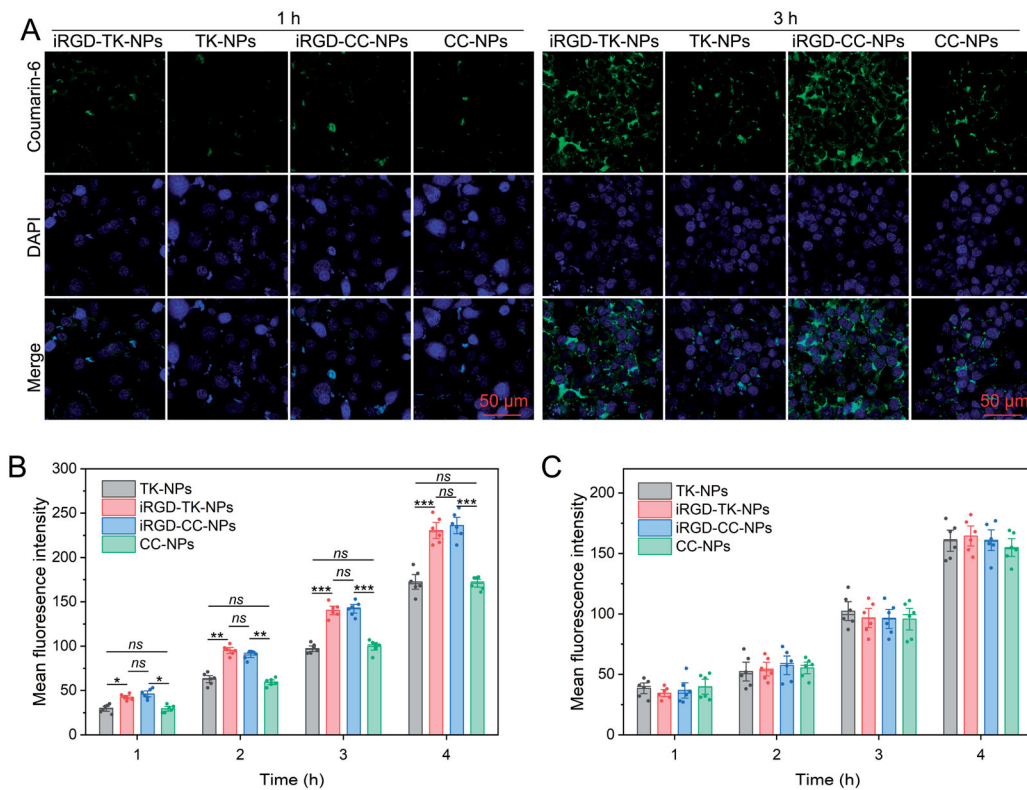 A
1 h
3 h
iRGD-TK-NPs TK-NPs iRGD-CC-NPs CC-NPs
iRGD-TK-NPs TK-NPs iRGD-CC-NPs CC-NPs
Coumarin-6
DAPI
Merge
50 μm
50 μm
B
Mean fluoresence intensity
300
250
200
150
100
50
0
TK-NPs
iRGD-TK-NPs
iRGD-CC-NPs
CC-NPs
ns
ns
* *
ns
ns
** **
ns
ns
*** ***
ns
ns
*** ***
1 2 3 4
Time (h)
C
Mean fluoresence intensity
200
150
100
50
0
TK-NPs
iRGD-TK-NPs
iRGD-CC-NPs
CC-NPs
1 2 3 4
Time (h)